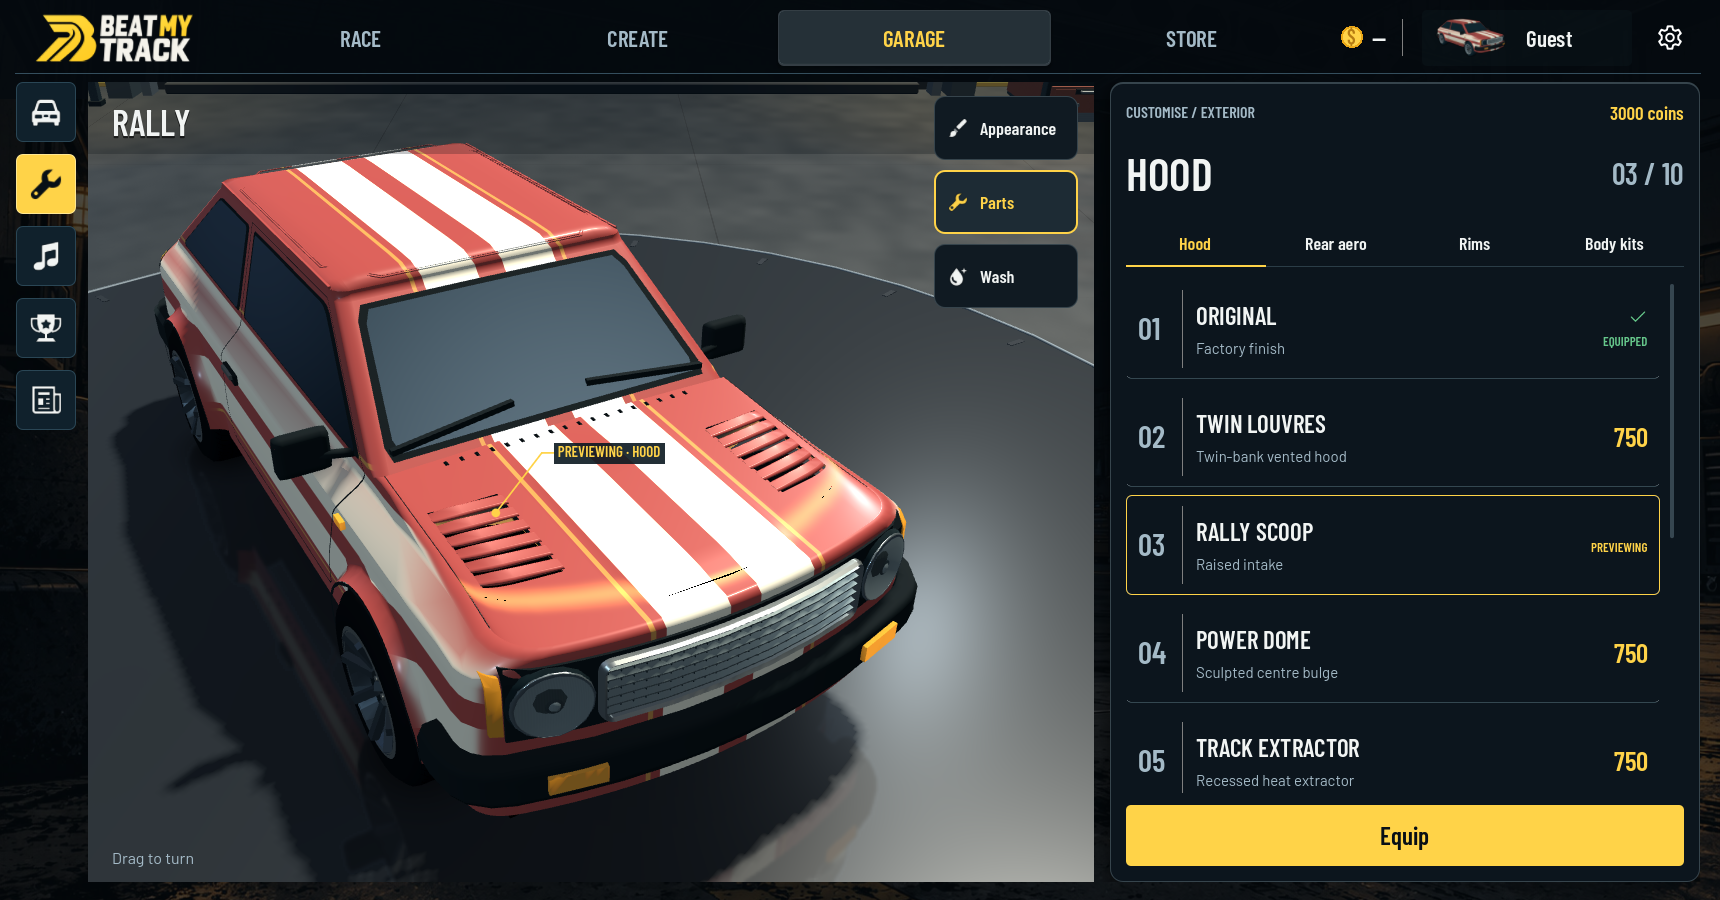 BEATMY
TRACK
RACE
CREATE
GARAGE
STORE
$ –
Guest
RALLY
Appearance
Parts
Wash
PREVIEWING · HOOD
Drag to turn
CUSTOMISE / EXTERIOR
3000 coins
HOOD
03 / 10
Hood
Rear aero
Rims
Body kits
01
ORIGINAL
Factory finish
EQUIPPED
02
TWIN LOUVRES
Twin-bank vented hood
750
03
RALLY SCOOP
Raised intake
PREVIEWING
04
POWER DOME
Sculpted centre bulge
750
05
TRACK EXTRACTOR
Recessed heat extractor
750
Equip